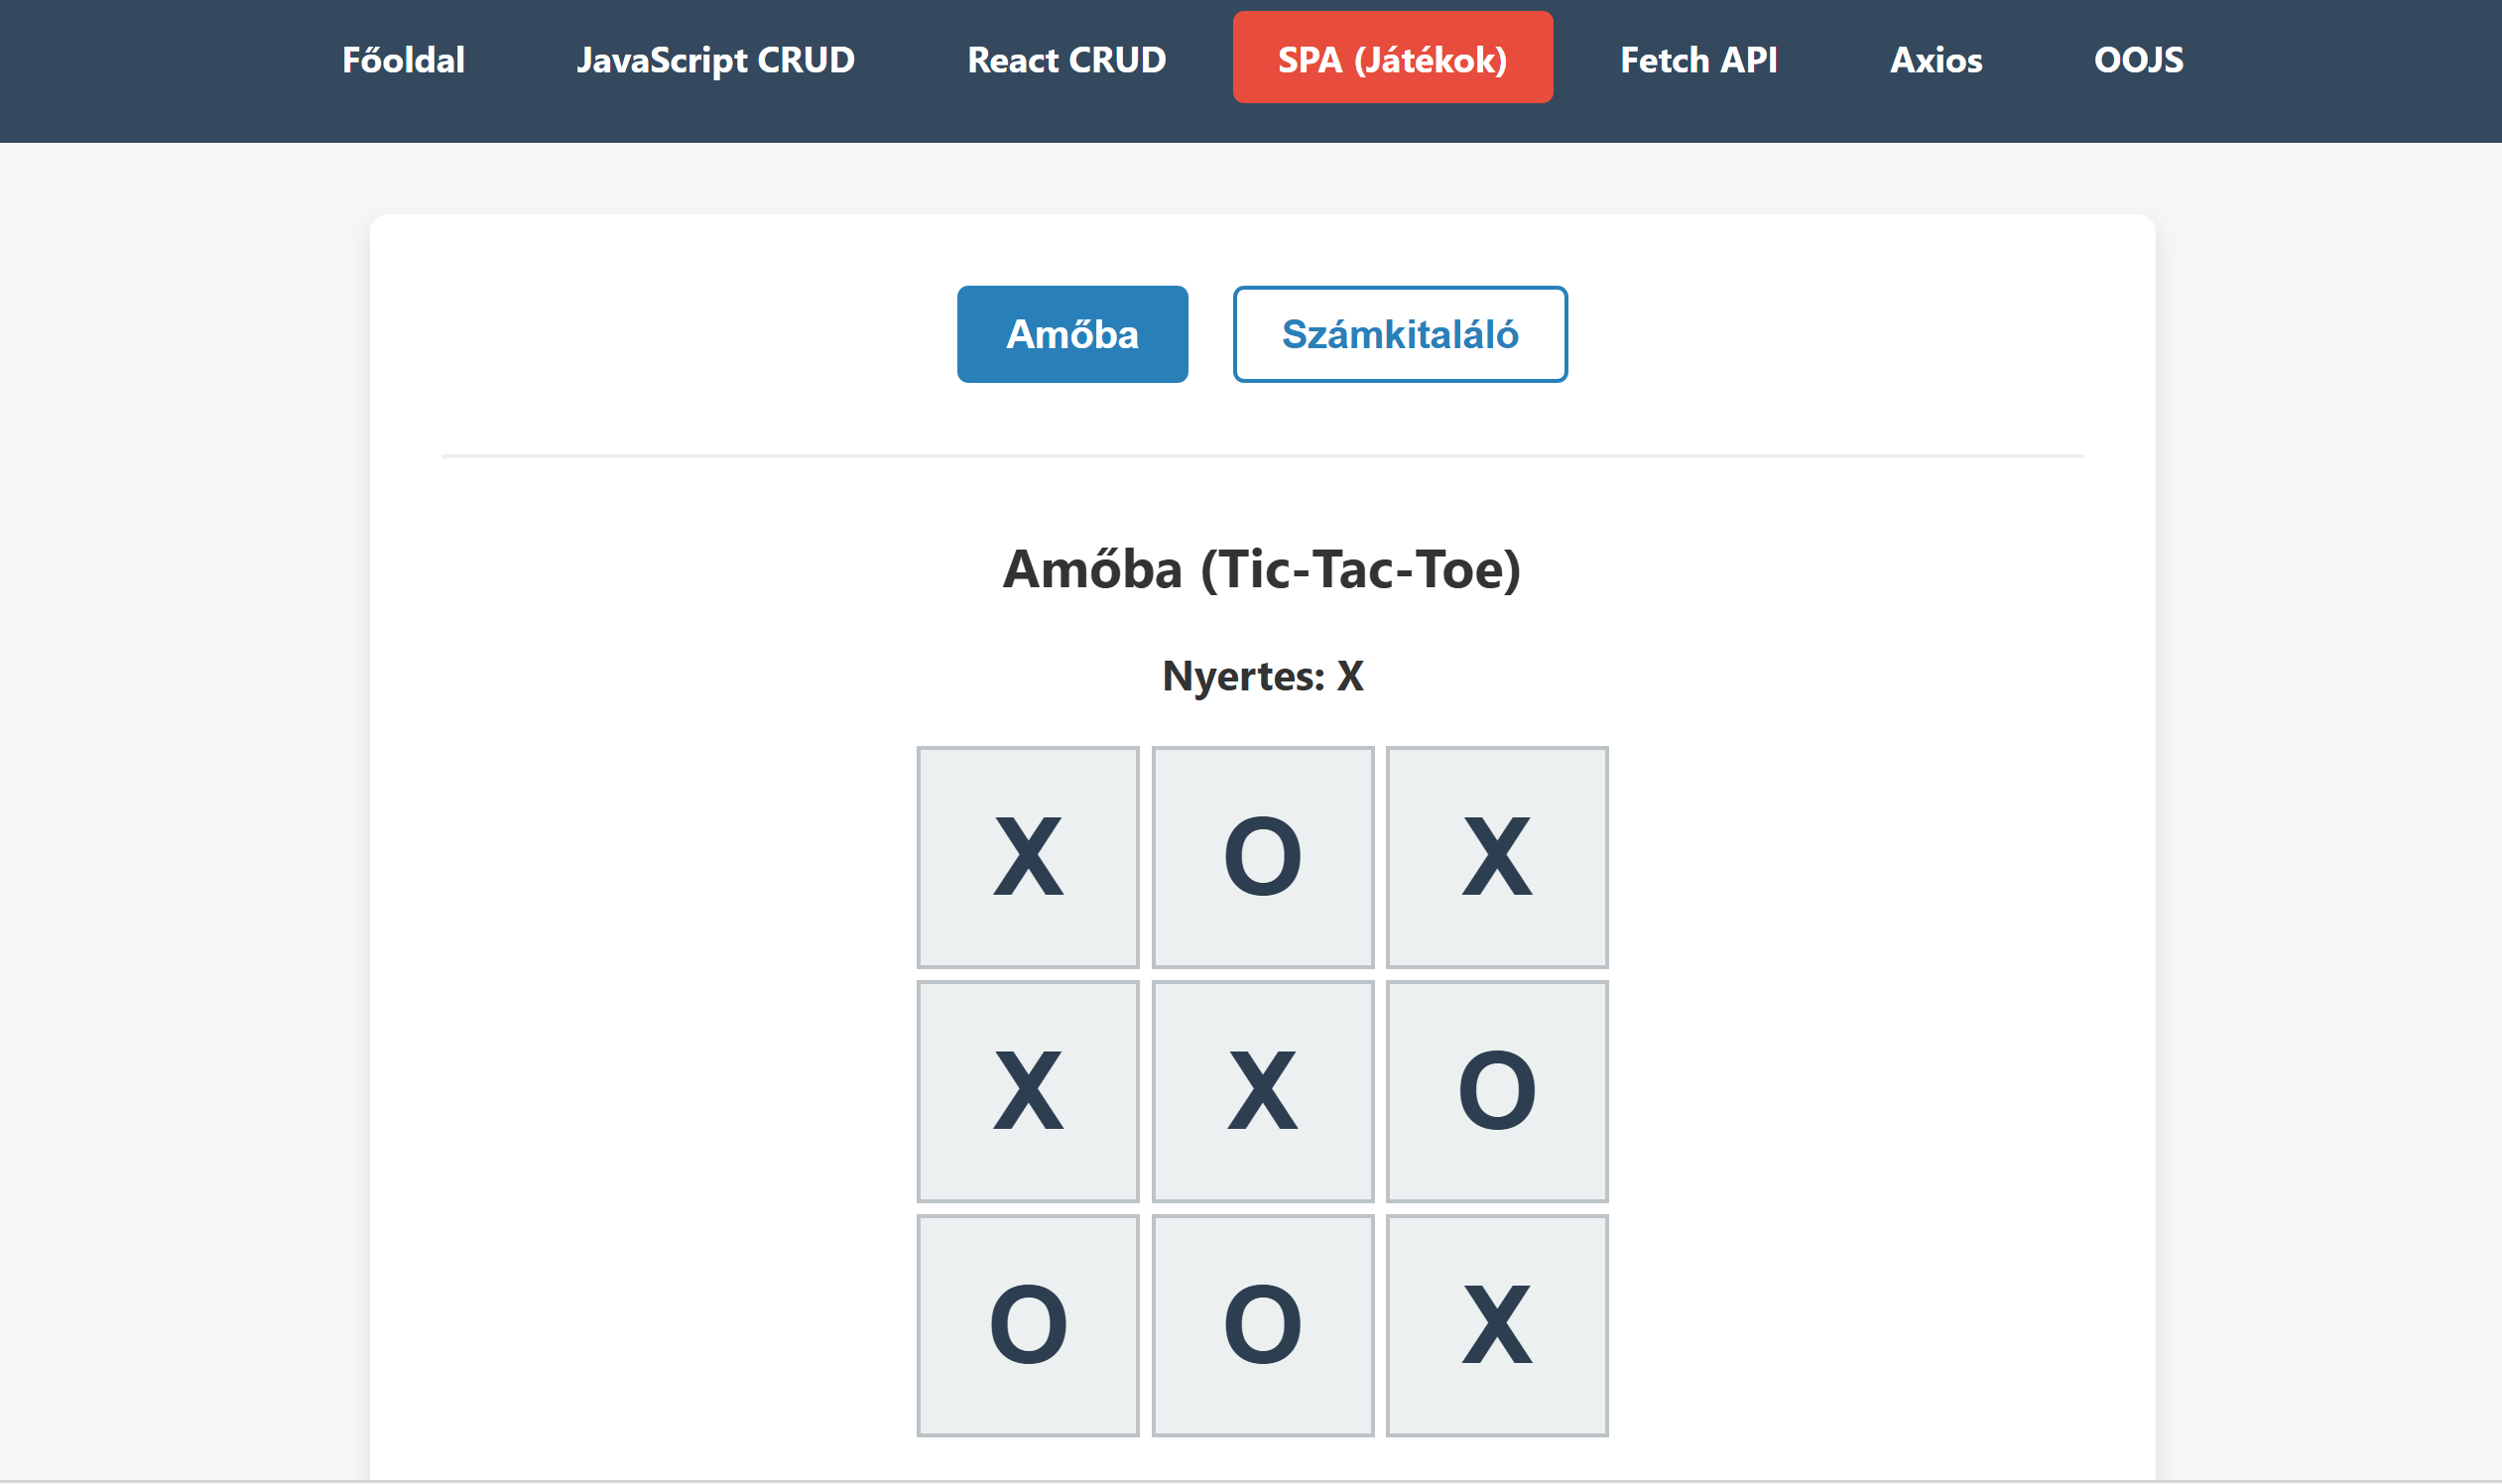 Főoldal JavaScript CRUD React CRUD SPA (Játékok) Fetch API Axios OOJS
Amőba Számkitaláló
Amőba (Tic-Tac-Toe)
Nyertes: X
X O X
X X O
O O X